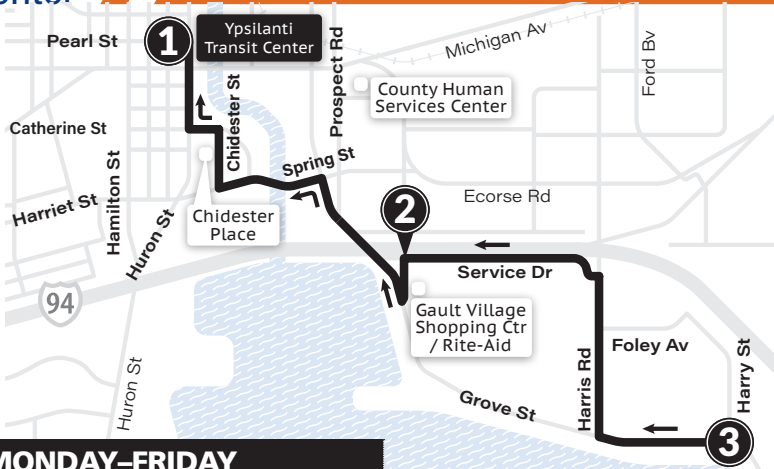 Pearl St
1
Ypsilanti
Transit Center
Prospect Rd
Michigan Av
Ford Bv
County Human
Services Center
Catherine St
Chidester St
Hamilton St
Spring St
Harriet St
Huron St
Chidester
Place
2
Ecorse Rd
Service Dr
94
Gault Village
Shopping Ctr
/ Rite-Aid
Harris Rd
Foley Av
Harry St
Huron St
Grove St
3
MONDAY–FRIDAY